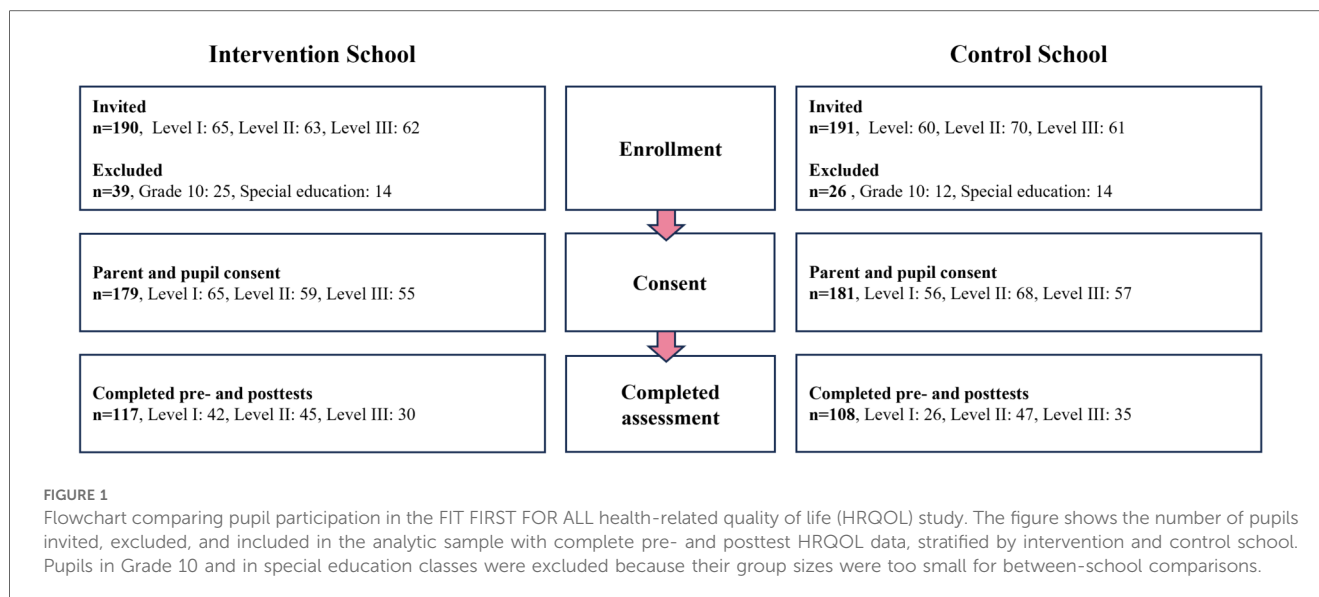 Intervention School
Control School
Invited
n=190, Level I: 65, Level II: 63, Level III: 62
Excluded
n=39, Grade 10: 25, Special education: 14
Enrollment
Invited
n=191, Level: 60, Level II: 70, Level III: 61
Excluded
n=26 , Grade 10: 12, Special education: 14
Parent and pupil consent
n=179, Level I: 65, Level II: 59, Level III: 55
Consent
Parent and pupil consent
n=181, Level I: 56, Level II: 68, Level III: 57
Completed pre- and posttests
n=117, Level I: 42, Level II: 45, Level III: 30
Completed
assessment
Completed pre- and posttests
n=108, Level I: 26, Level II: 47, Level III: 35
FIGURE 1
Flowchart comparing pupil participation in the FIT FIRST FOR ALL health-related quality of life (HRQOL) study. The figure shows the number of pupils
invited, excluded, and included in the analytic sample with complete pre- and posttest HRQOL data, stratified by intervention and control school.
Pupils in Grade 10 and in special education classes were excluded because their group sizes were too small for between-school comparisons.